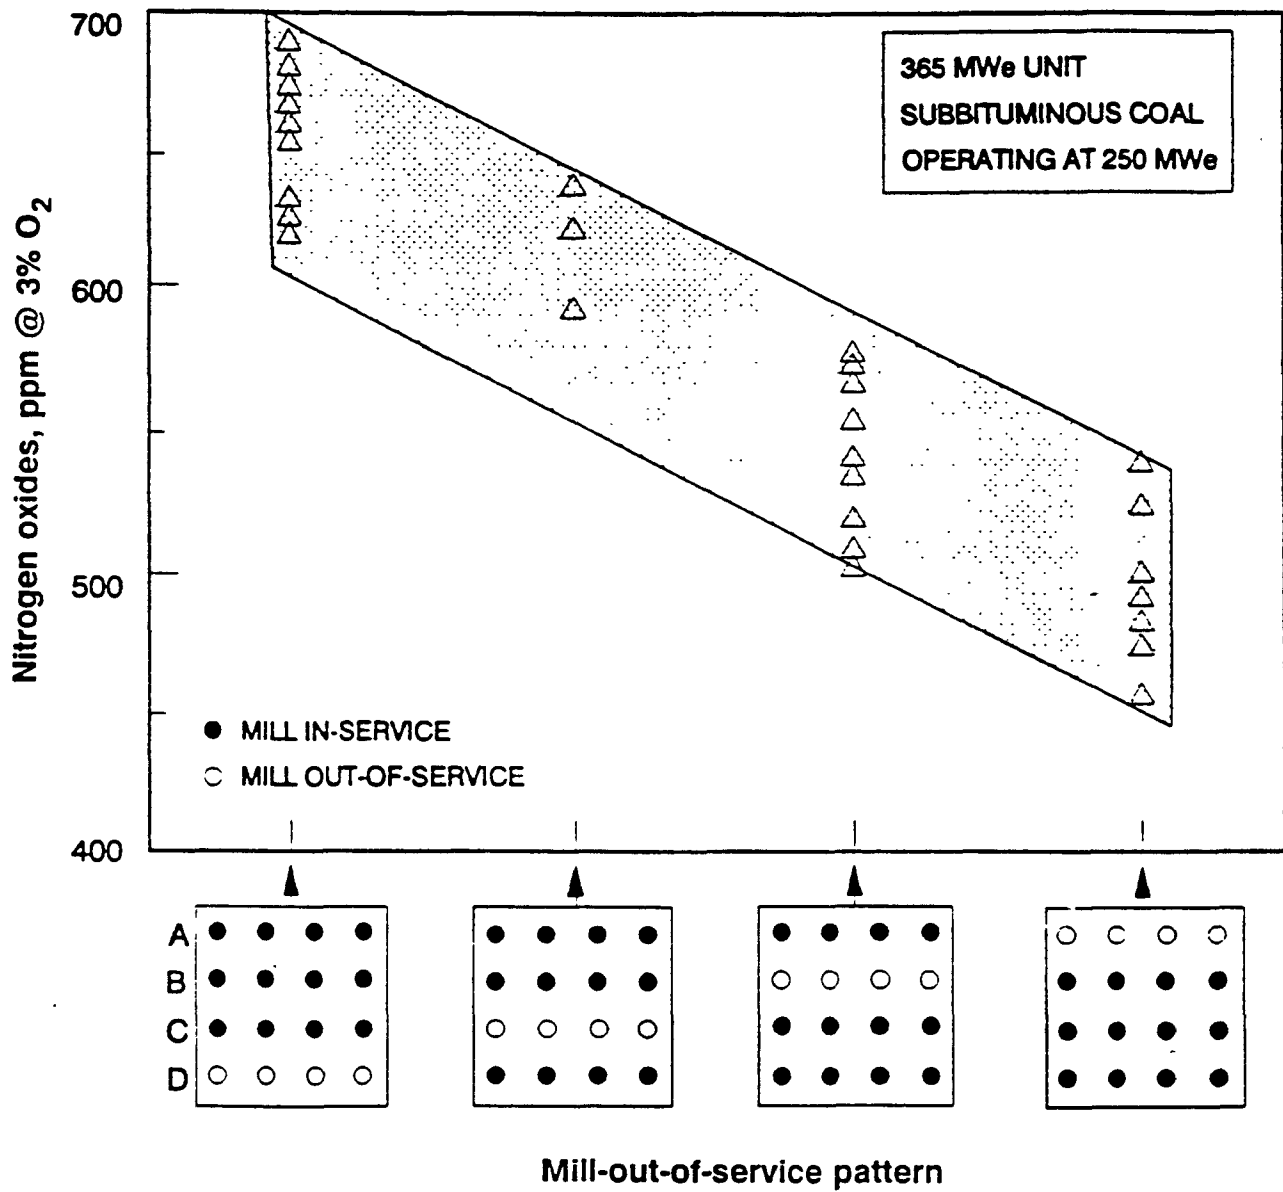 700
365 MWe UNIT
SUBBITUMINOUS COAL
OPERATING AT 250 MWe
Nitrogen oxides, ppm @ 3% O₂
600
500
● MILL IN-SERVICE
○ MILL OUT-OF-SERVICE
400
A
B
C
D
Mill-out-of-service pattern